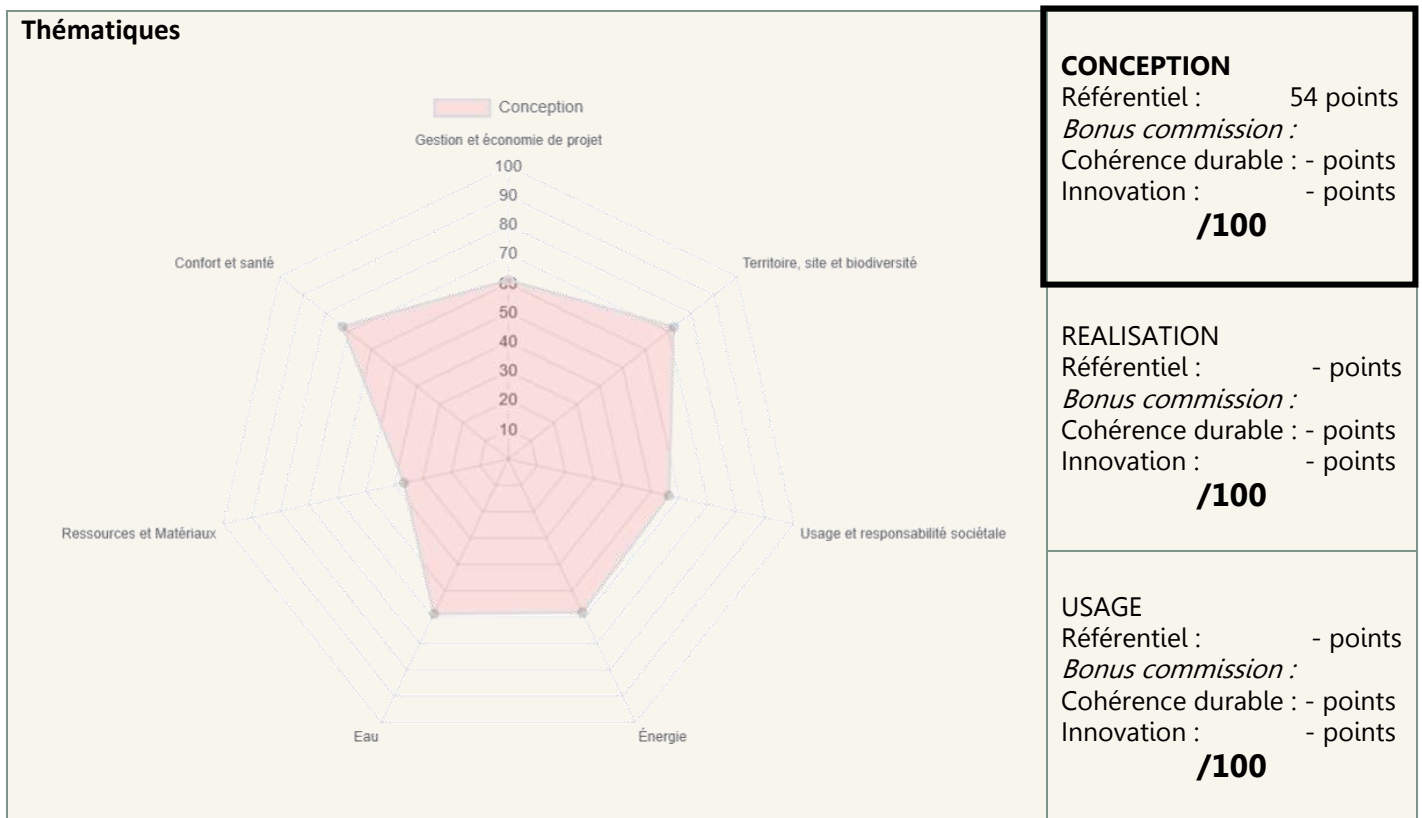 Thématiques
Conception
Gestion et économie de projet
100
90
80
70
60
50
40
30
20
10
Confort et santé
Territoire, site et biodiversité
Ressources et Matériaux
Usage et responsabilité sociétale
Eau
Énergie
CONCEPTION
Référentiel : 54 points
Bonus commission :
Cohérence durable : - points
Innovation : - points
/100
REALISATION
Référentiel : - points
Bonus commission :
Cohérence durable : - points
Innovation : - points
/100
USAGE
Référentiel : - points
Bonus commission :
Cohérence durable : - points
Innovation : - points
/100